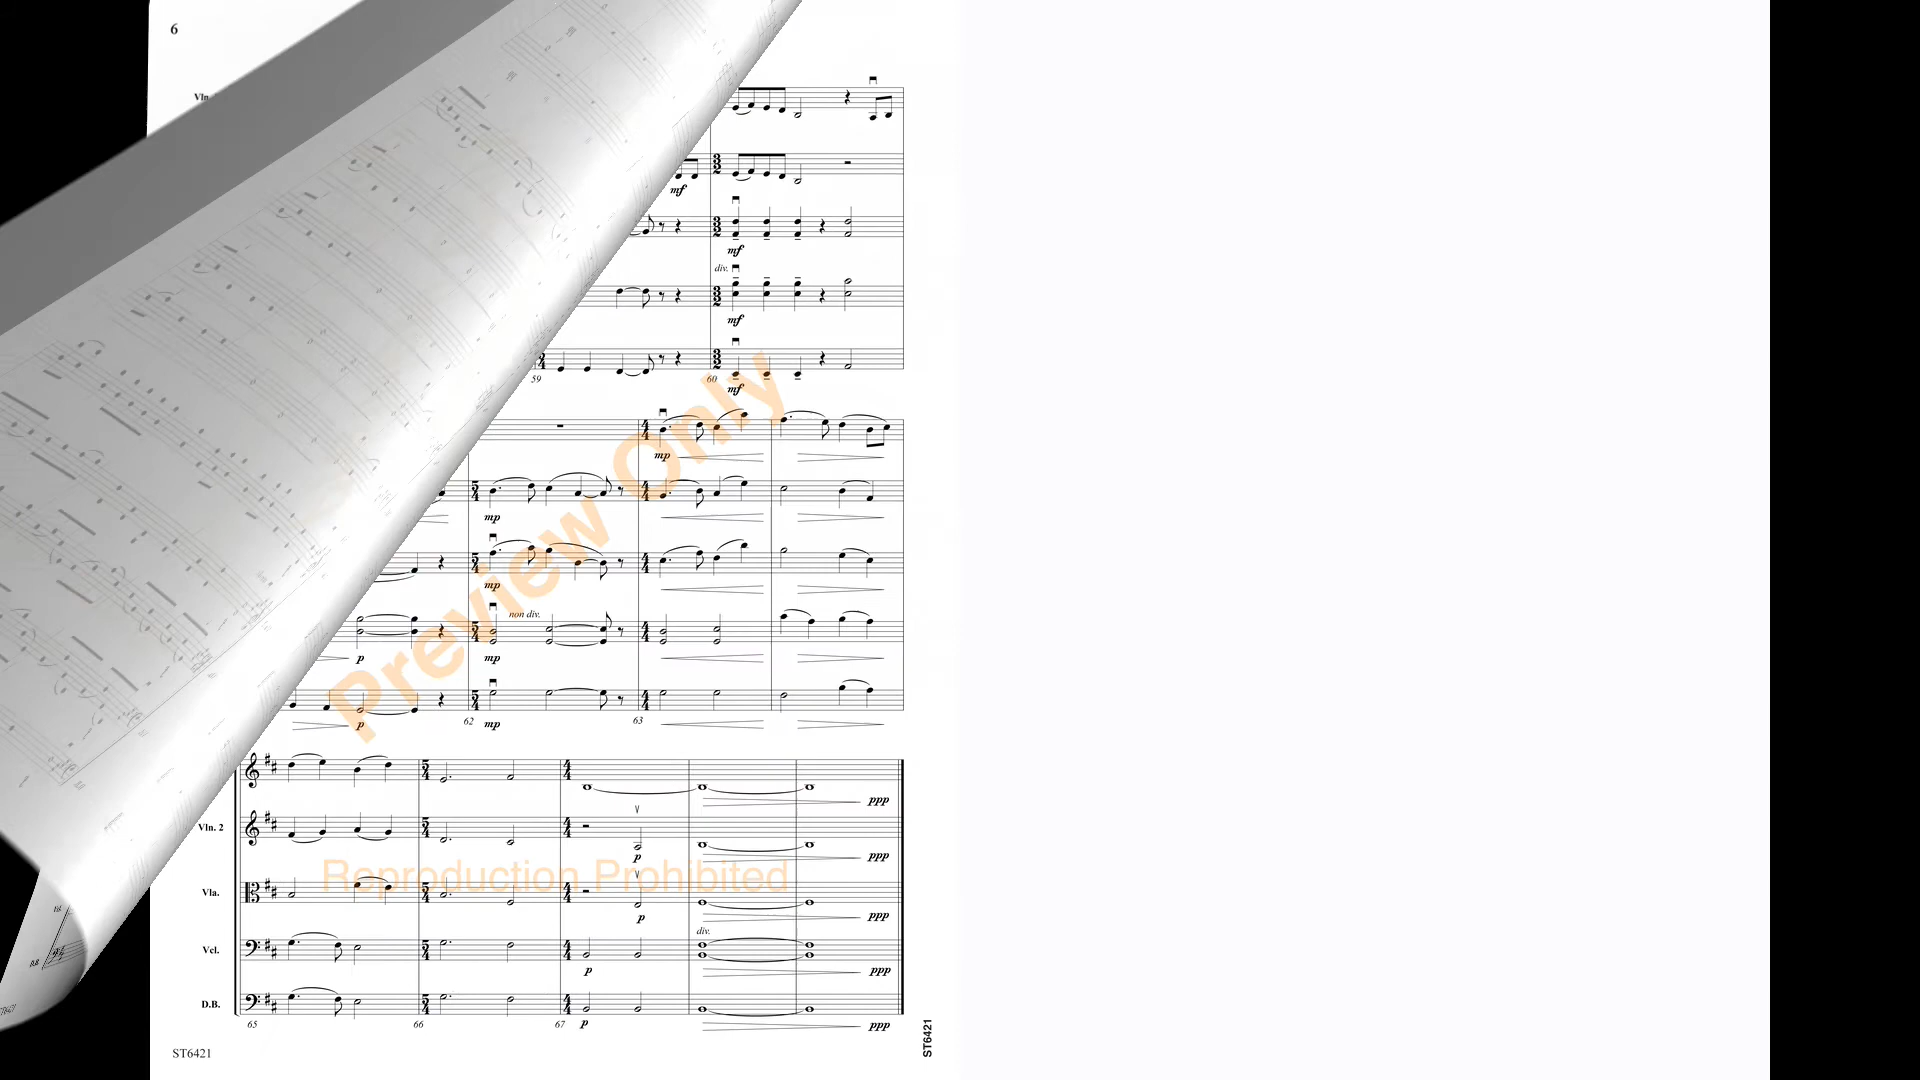 6
Vln.
mf
mf
div.
mf
59
60
mf
mp
mp
mp
non div.
p
mp
p
62
mp
63
Preview Only
ppp
Vln. 2
p
ppp
Reproduction Prohibited
Vla.
p
ppp
div.
Vcl.
p
ppp
D.B.
65
66
67
p
ppp
D.B.
ST6421
ST6421